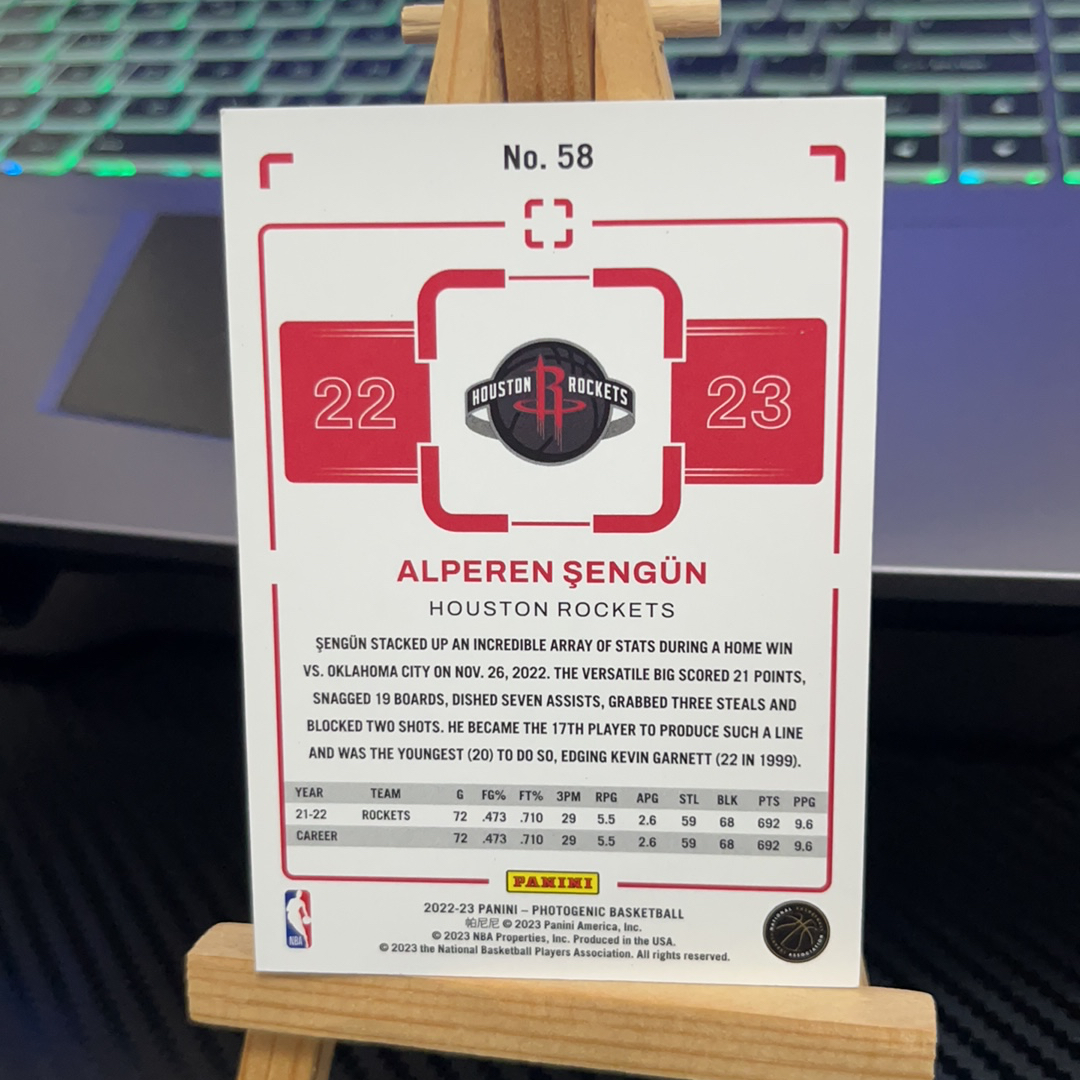 No. 58
22
23
HOUSTON ROCKETS
ALPEREN ŞENGÜN
HOUSTON ROCKETS
ŞENGÜN STACKED UP AN INCREDIBLE ARRAY OF STATS DURING A HOME WIN
VS. OKLAHOMA CITY ON NOV. 26, 2022. THE VERSATILE BIG SCORED 21 POINTS,
SNAGGED 19 BOARDS, DISHED SEVEN ASSISTS, GRABBED THREE STEALS AND
BLOCKED TWO SHOTS. HE BECAME THE 17TH PLAYER TO PRODUCE SUCH A LINE
AND WAS THE YOUNGEST (20) TO DO SO, EDGING KEVIN GARNETT (22 IN 1999).
YEAR TEAM G FG% FT% 3PM RPG APG STL BLK PTS PPG
21-22 ROCKETS 72 .473 .710 29 5.5 2.6 59 68 692 9.6
CAREER 72 .473 .710 29 5.5 2.6 59 68 692 9.6
PANINI
2022-23 PANINI – PHOTOGENIC BASKETBALL
帕尼尼 © 2023 Panini America, Inc.
© 2023 NBA Properties, Inc. Produced in the USA.
© 2023 the National Basketball Players Association. All rights reserved.
NBA
NATIONAL BASKETBALL
ASSOCIATION